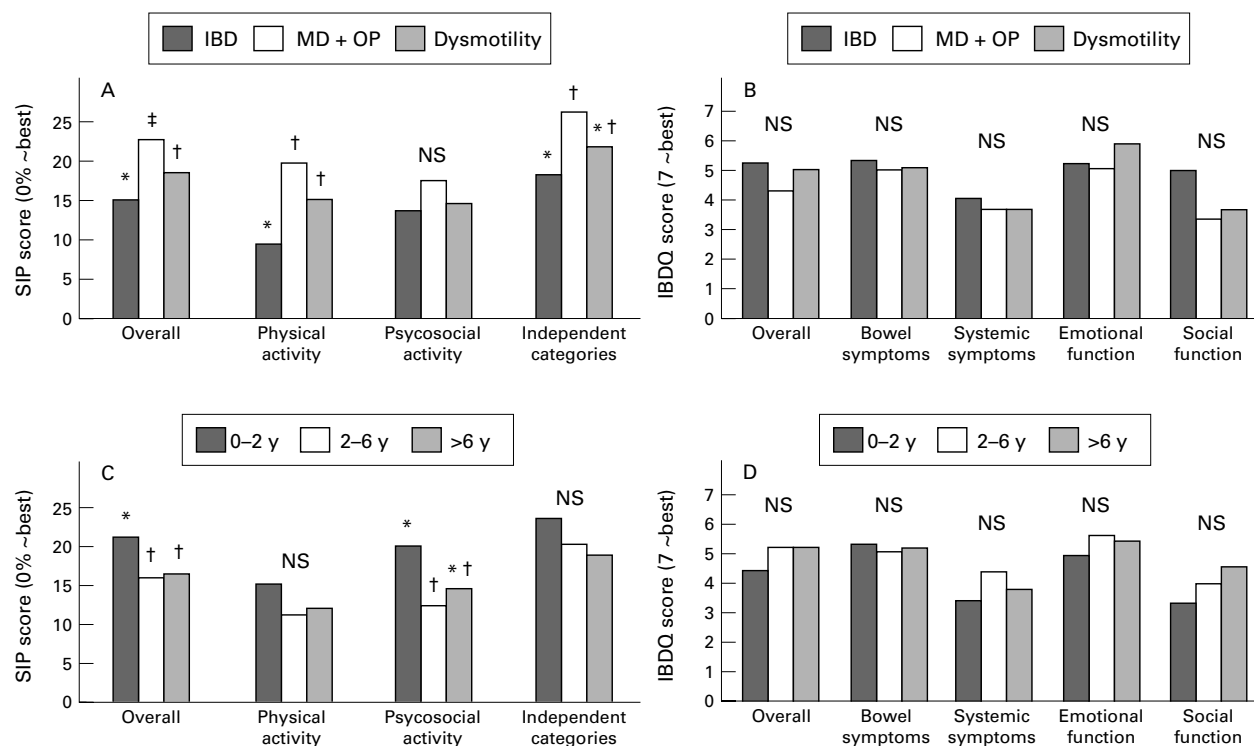 IBD MD + OP Dysmotility
A
SIP score (0% ~best)
25
20
15
10
5
0
* ‡ †
* † †
NS
* † * †
Overall Physical activity Psycosocial activity Independent categories
IBD MD + OP Dysmotility
B
IBDQ score (7 ~best)
7
6
5
4
3
2
1
0
NS NS NS NS NS
Overall Bowel symptoms Systemic symptoms Emotional function Social function
0–2 y 2–6 y >6 y
C
SIP score (0% ~best)
25
20
15
10
5
0
* † †
NS
* † * †
NS
Overall Physical activity Psycosocial activity Independent categories
0–2 y 2–6 y >6 y
D
IBDQ score (7 ~best)
7
6
5
4
3
2
1
0
NS NS NS NS NS
Overall Bowel symptoms Systemic symptoms Emotional function Social function